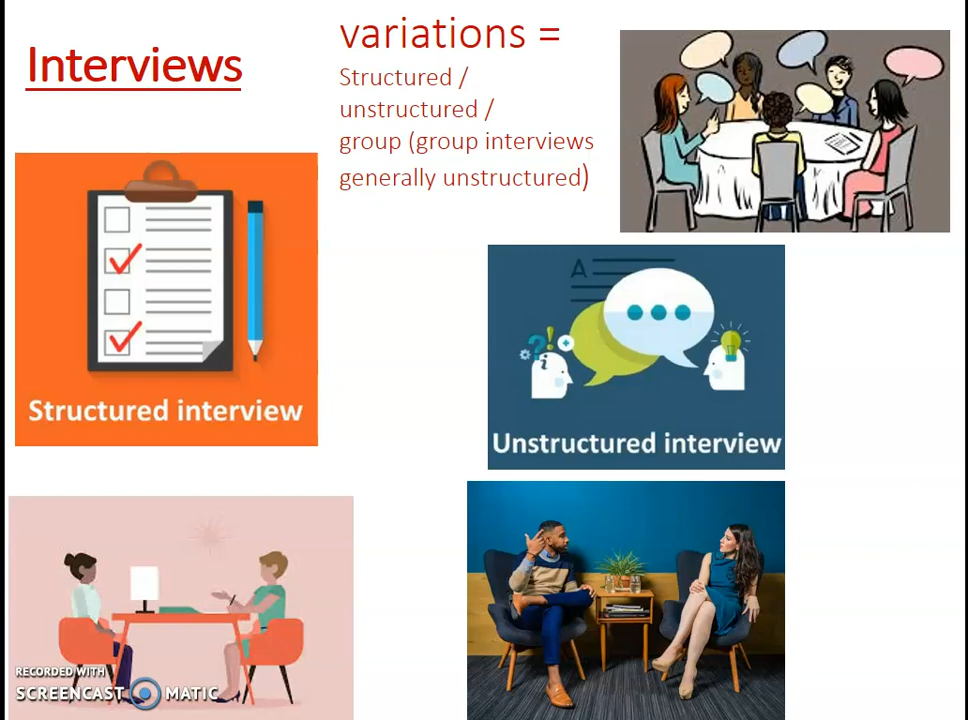 Interviews
variations =
Structured /
unstructured /
group (group interviews
generally unstructured)
Structured interview
A
Unstructured interview
RECORDED WITH
SCREENCAST MATIC